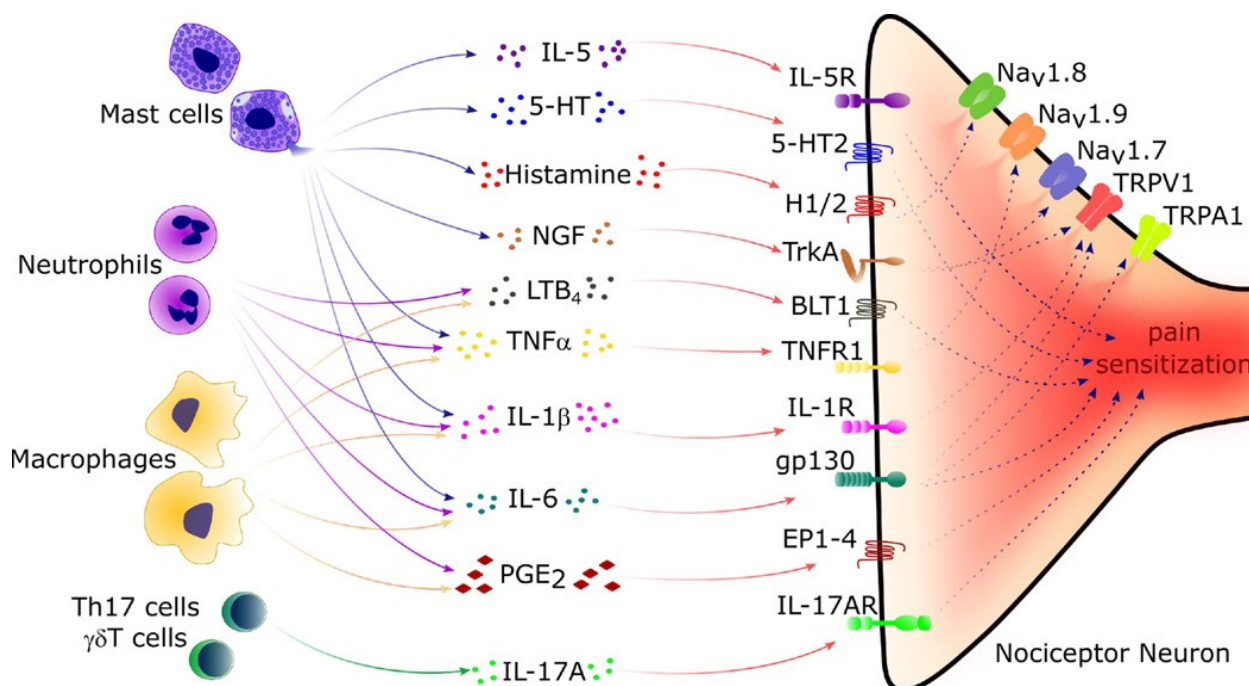 Mast cells
Neutrophils
Macrophages
Th17 cells
γδT cells
IL-5
5-HT
Histamine
NGF
LTB₄
TNFα
IL-1β
IL-6
PGE₂
IL-17A
IL-5R
5-HT2
H1/2
TrkA
BLT1
TNFR1
IL-1R
gp130
EP1-4
IL-17AR
Naᵥ1.8
Naᵥ1.9
Naᵥ1.7
TRPV1
TRPA1
pain
sensitization
Nociceptor Neuron